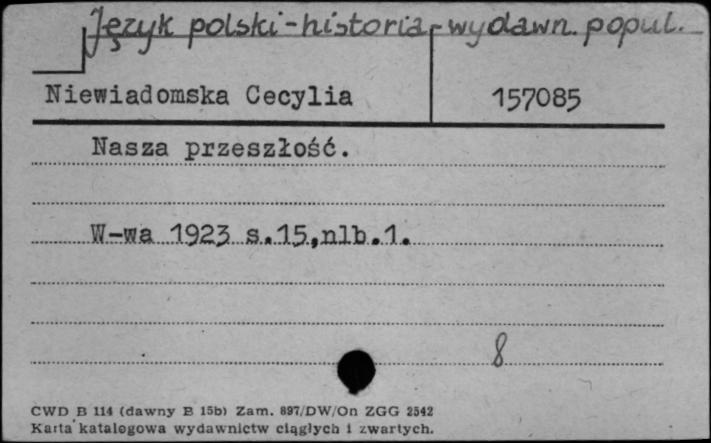 Język polski-historia-wydawn. popul.
Niewiadomska Cecylia 157085
Nasza przeszłość.
W-wa 1923 s.15,nlb.1.
8
CWD B 114 (dawny B 15b) Zam. 897/DW/On ZGG 2542
Karta katalogowa wydawnictw ciągłych i zwartych.